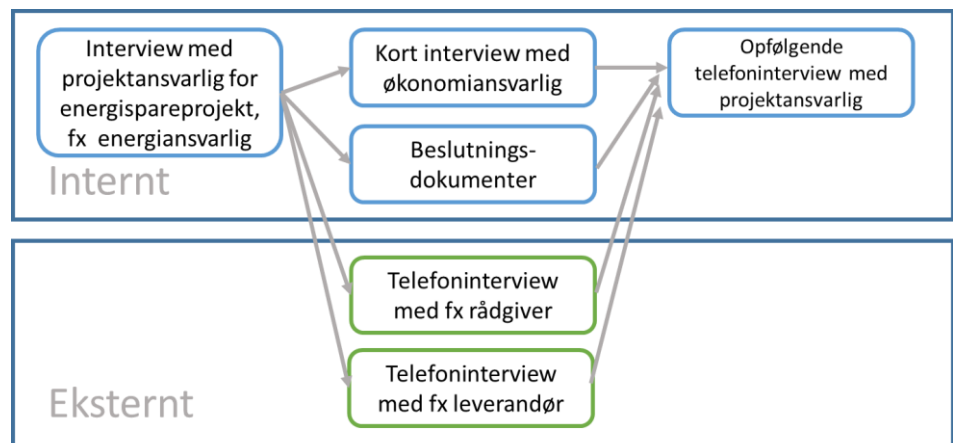 Interview med
projektansvarlig for
energispareprojekt,
fx energiansvarlig
Internt
Kort interview med
økonomiansvarlig
Beslutnings-
dokumenter
Opfølgende
telefoninterview med
projektansvarlig
Telefoninterview
med fx rådgiver
Telefoninterview
med fx leverandør
Eksternt